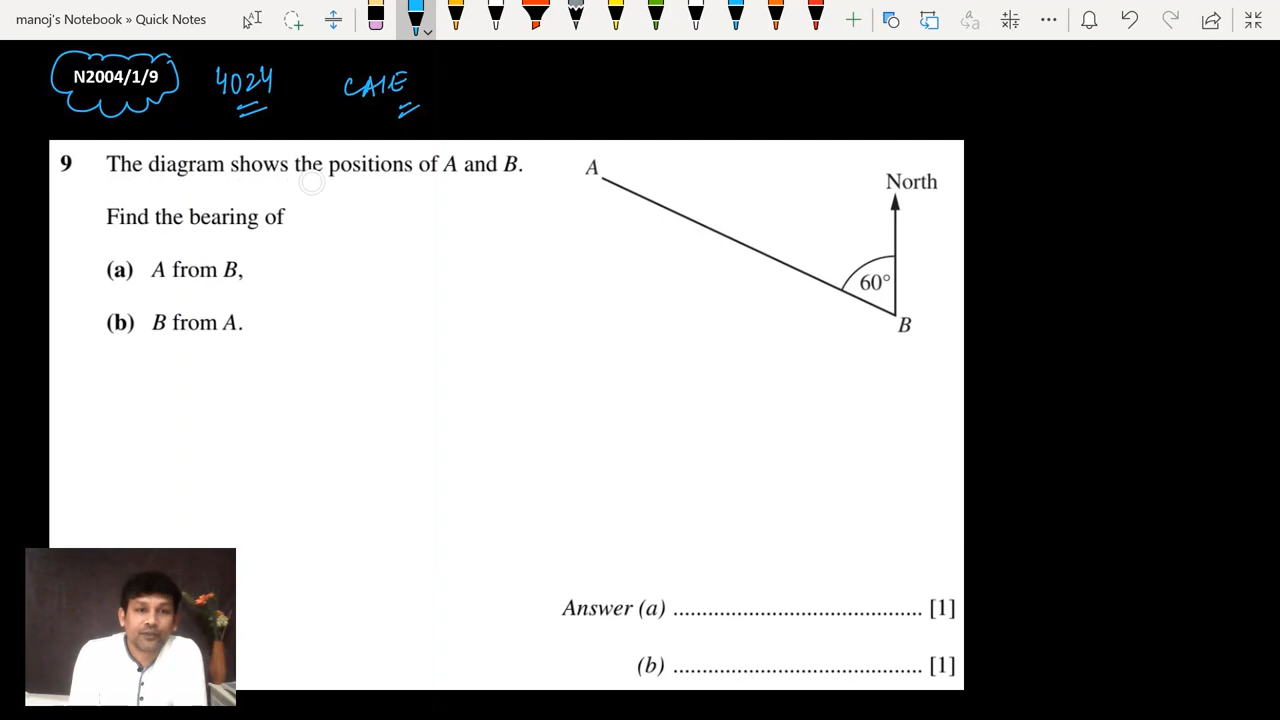 manoj's Notebook » Quick Notes
N2004/1/9 4024 CAIE
9 The diagram shows the positions of A and B.
Find the bearing of
(a) A from B,
(b) B from A.
A
North
60°
B
Answer (a) .......................................... [1]
(b) .......................................... [1]